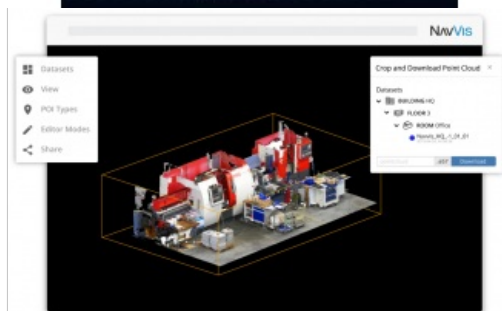 NAVVIS
Datasets
View
POI Types
Editor Modes
Share
Crop and Download Point Cloud ×
Datasets
BUILDING HQ
FLOOR 3
ROOM Office
Download